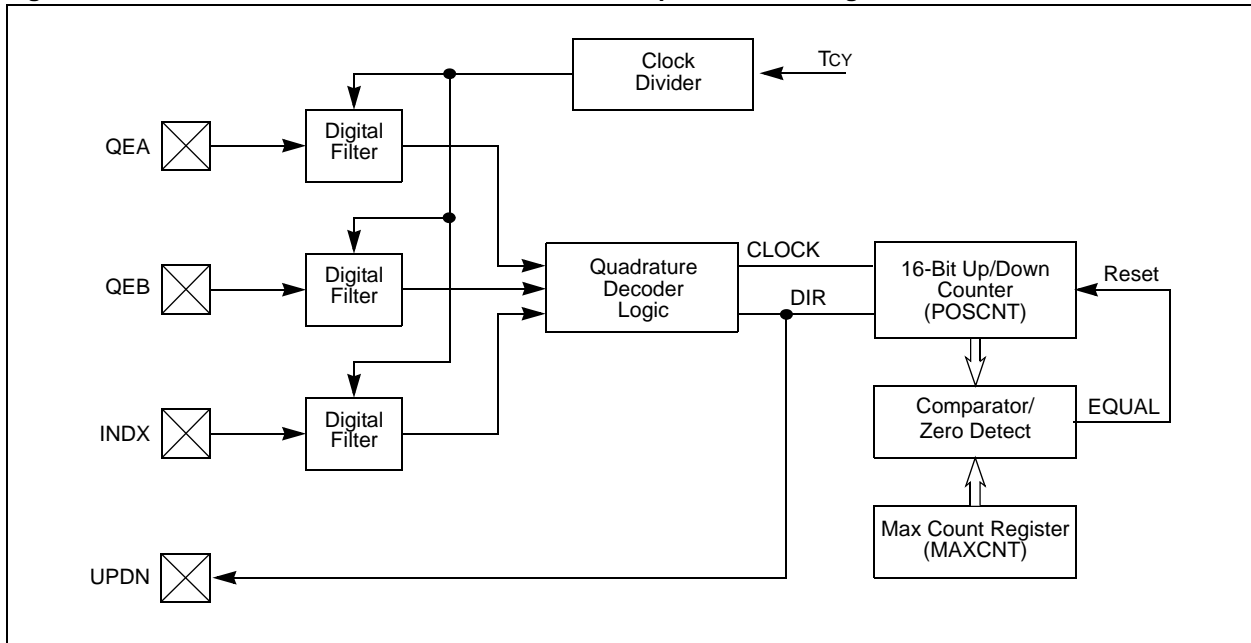 Clock
Divider
TCY
QEA
Digital
Filter
QEB
Digital
Filter
Quadrature
Decoder
Logic
CLOCK
DIR
16-Bit Up/Down
Counter
(POSCNT)
Reset
INDX
Digital
Filter
Comparator/
Zero Detect
EQUAL
Max Count Register
(MAXCNT)
UPDN